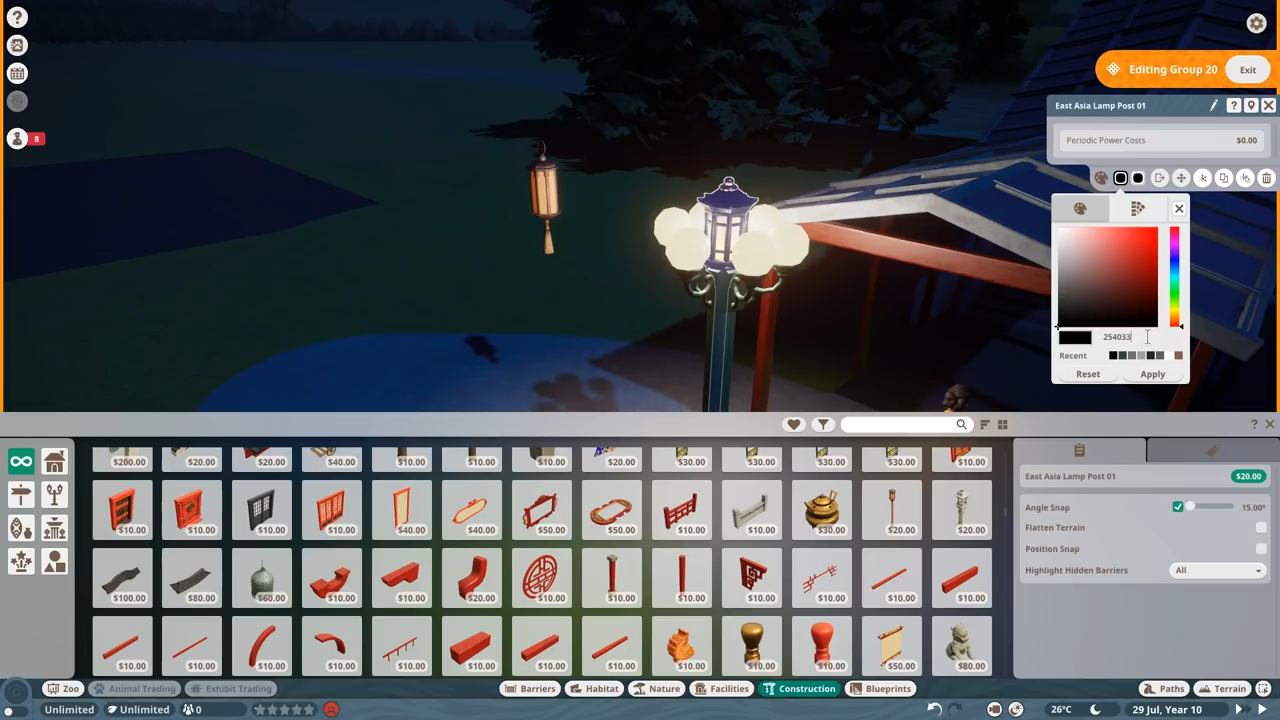 ?
8
Editing Group 20
Exit
East Asia Lamp Post 01
?
Periodic Power Costs
$0.00
254033
Recent
Reset
Apply
?
$200.00 $20.00 $20.00 $40.00 $10.00 $10.00 $10.00 $20.00 $30.00 $30.00 $30.00 $30.00 $10.00
$10.00 $10.00 $10.00 $10.00 $40.00 $40.00 $50.00 $50.00 $10.00 $10.00 $30.00 $20.00 $20.00
$100.00 $80.00 $60.00 $10.00 $10.00 $20.00 $10.00 $10.00 $10.00 $10.00 $10.00 $10.00 $10.00
$10.00 $10.00 $10.00 $10.00 $10.00 $10.00 $10.00 $10.00 $10.00 $10.00 $10.00 $50.00 $80.00
East Asia Lamp Post 01
$20.00
Angle Snap
15.00°
Flatten Terrain
Position Snap
Highlight Hidden Barriers
All
Zoo
Animal Trading
Exhibit Trading
Barriers
Habitat
Nature
Facilities
Construction
Blueprints
Paths
Terrain
Unlimited
Unlimited
0
26°C
29 Jul, Year 10